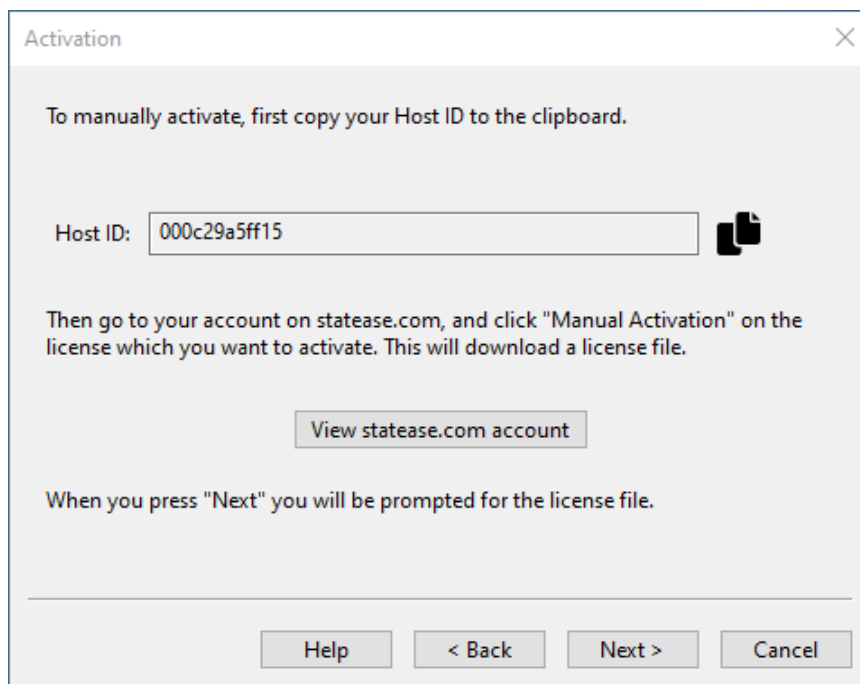 Activation
To manually activate, first copy your Host ID to the clipboard.
Host ID: 000c29a5ff15
Then go to your account on statease.com, and click "Manual Activation" on the
license which you want to activate. This will download a license file.
View statease.com account
When you press "Next" you will be prompted for the license file.
Help < Back Next > Cancel